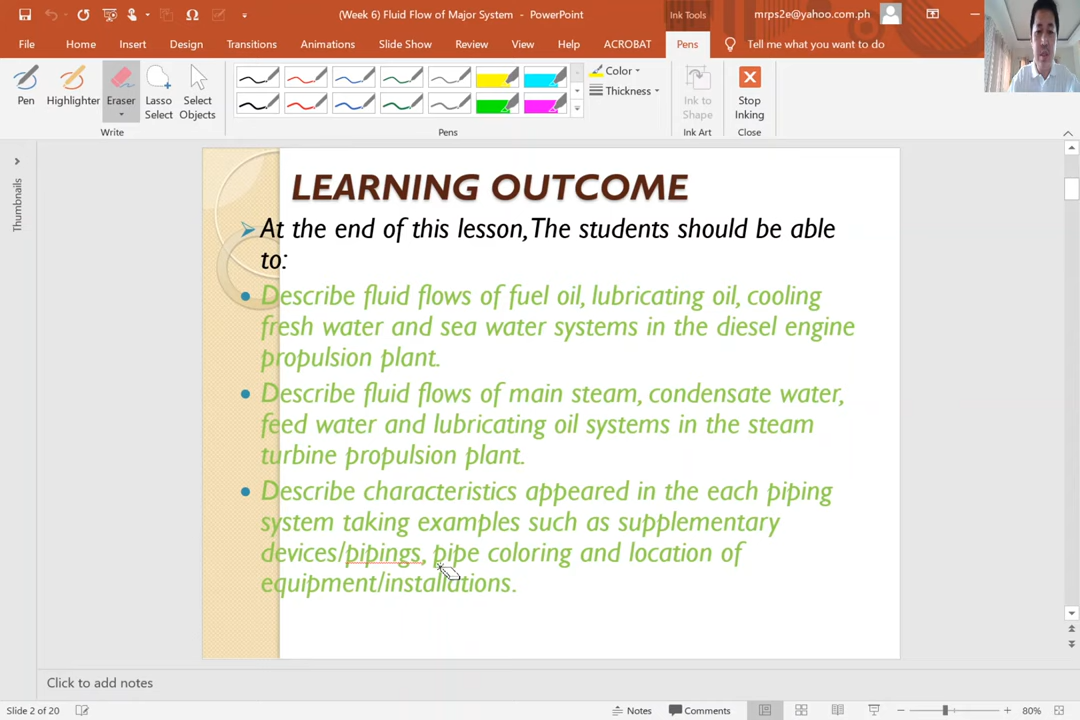 (Week 6) Fluid Flow of Major System - PowerPoint
Ink Tools
mrps2e@yahoo.com.ph
File Home Insert Design Transitions Animations Slide Show Review View Help ACROBAT Pens Tell me what you want to do
Pen Highlighter Eraser Lasso Select Select Objects
Color
Thickness
Ink to Shape
Stop Inking
Write
Pens
Ink Art
Close
Thumbnails
LEARNING OUTCOME
At the end of this lesson,The students should be able
to:
Describe fluid flows of fuel oil, lubricating oil, cooling
fresh water and sea water systems in the diesel engine
propulsion plant.
Describe fluid flows of main steam, condensate water,
feed water and lubricating oil systems in the steam
turbine propulsion plant.
Describe characteristics appeared in the each piping
system taking examples such as supplementary
devices/pipings, pipe coloring and location of
equipment/installations.
Click to add notes
Slide 2 of 20
Notes
Comments
80%